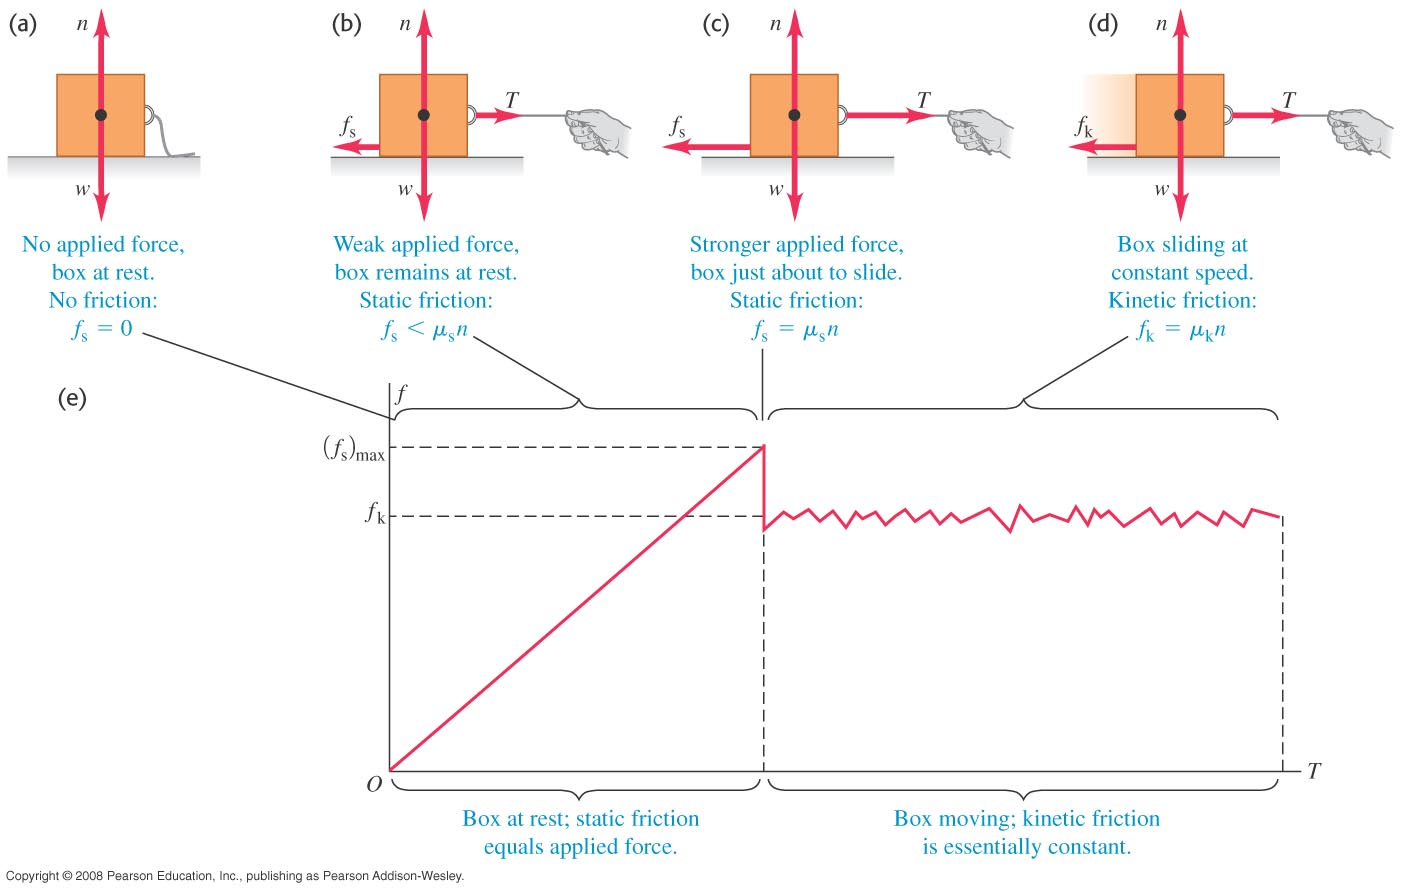 (a)
n
w
No applied force,
box at rest.
No friction:
fₛ = 0
(b)
n
T
fₛ
w
Weak applied force,
box remains at rest.
Static friction:
fₛ < μₛn
(c)
n
T
fₛ
w
Stronger applied force,
box just about to slide.
Static friction:
fₛ = μₛn
(d)
n
T
fₖ
w
Box sliding at
constant speed.
Kinetic friction:
fₖ = μₖn
(e)
f
(fₛ)max
fₖ
O
T
Box at rest; static friction
equals applied force.
Box moving; kinetic friction
is essentially constant.
Copyright © 2008 Pearson Education, Inc., publishing as Pearson Addison-Wesley.